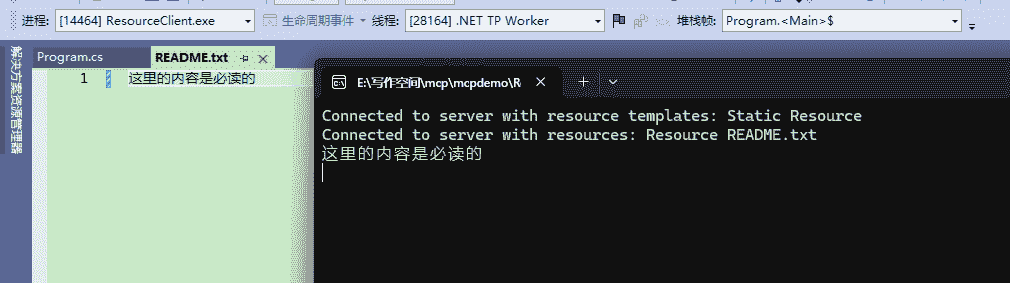 进程: [14464] ResourceClient.exe 生命周期事件 线程: [28164] .NET TP Worker 堆栈帧: Program.<Main>$
解决方案资源管理器
Program.cs README.txt
1 这里的内容是必读的
E:\写作空间\mcp\mcpdemo\R
Connected to server with resource templates: Static Resource
Connected to server with resources: Resource README.txt
这里的内容是必读的